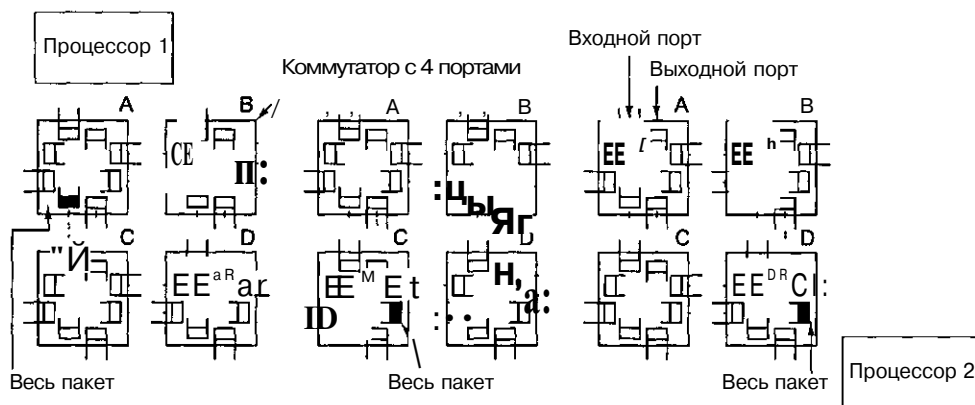 Процессор 1
Входной порт
Коммутатор с 4 портами
Выходной порт
A B A B A B
C D C D C D
Весь пакет Весь пакет Весь пакет
Процессор 2